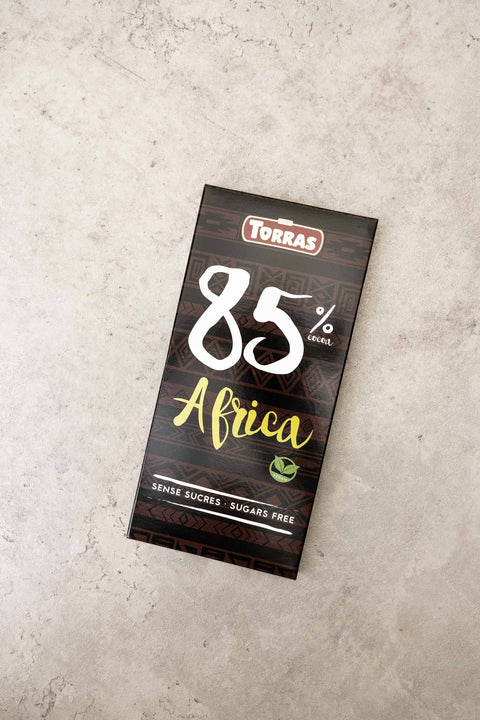 TORRAS
85%
cocoa
Africa
SENSE SUCRES · SUGARS FREE